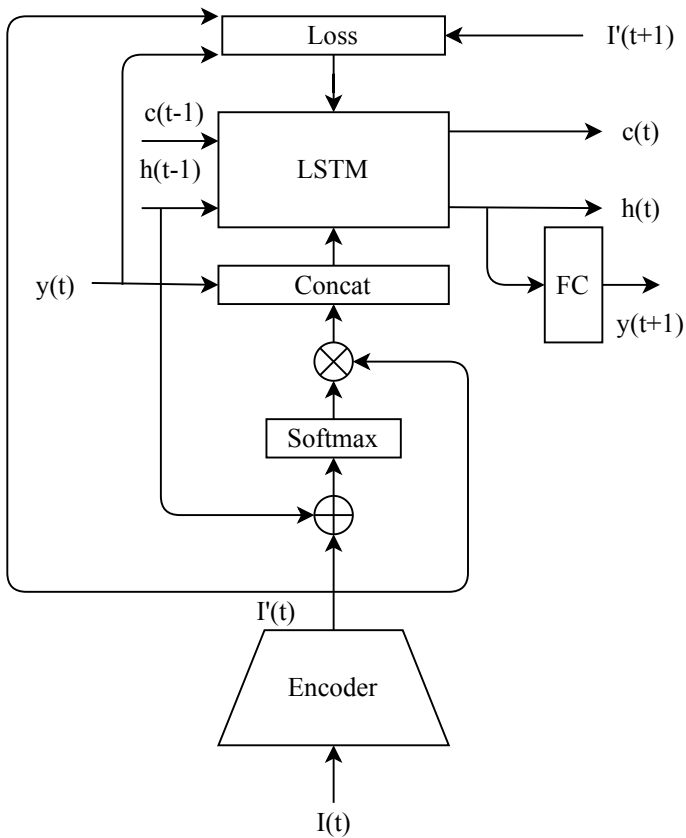 Loss
I'(t+1)
c(t-1)
c(t)
h(t-1)
LSTM
h(t)
y(t)
Concat
FC
y(t+1)
Softmax
I'(t)
Encoder
I(t)